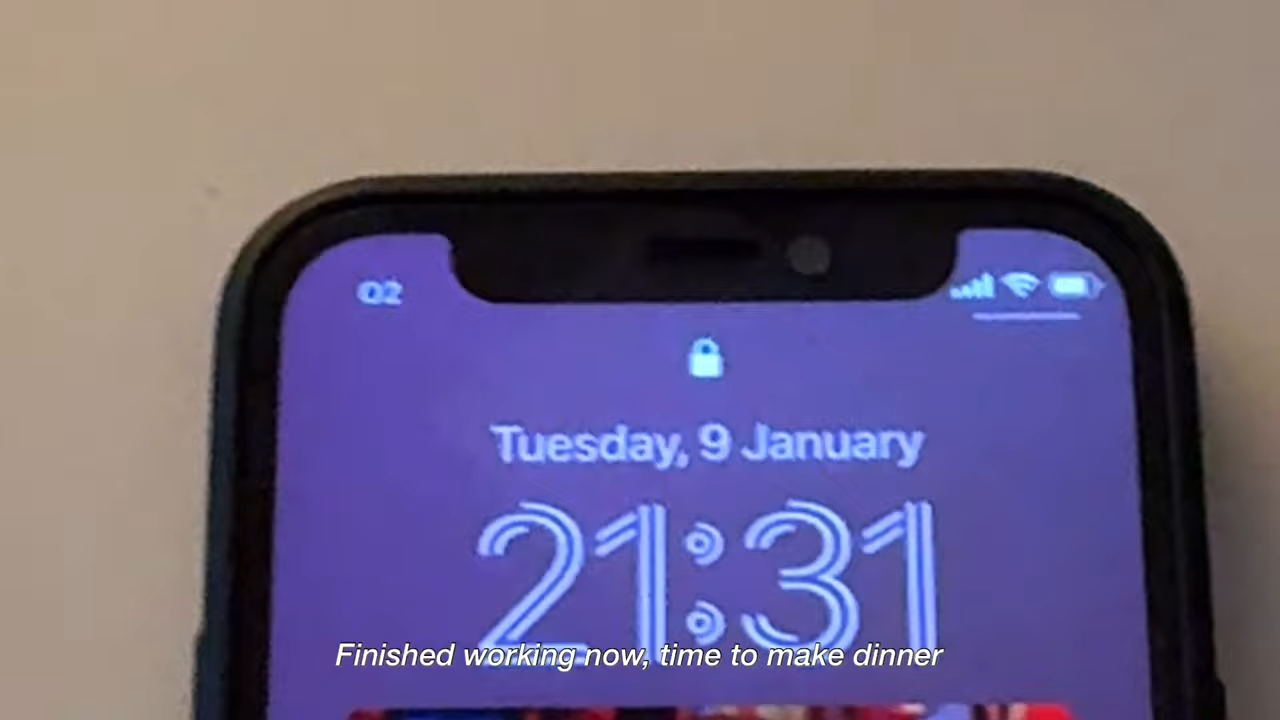 O2
Tuesday, 9 January
21:31
Finished working now, time to make dinner